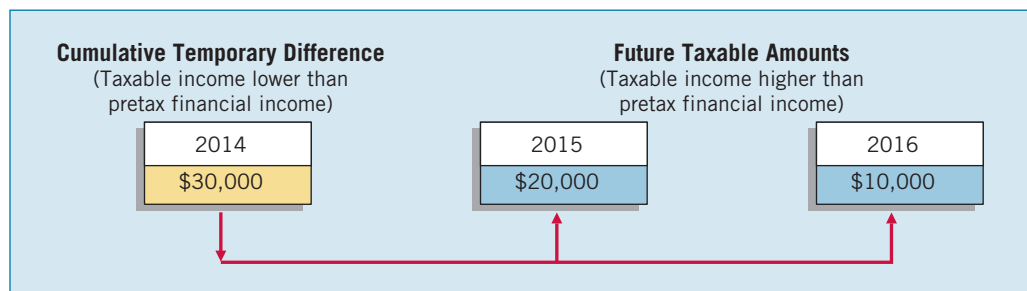 Cumulative Temporary Difference
(Taxable income lower than
pretax financial income)
2014
$30,000
Future Taxable Amounts
(Taxable income higher than
pretax financial income)
2015
$20,000
2016
$10,000